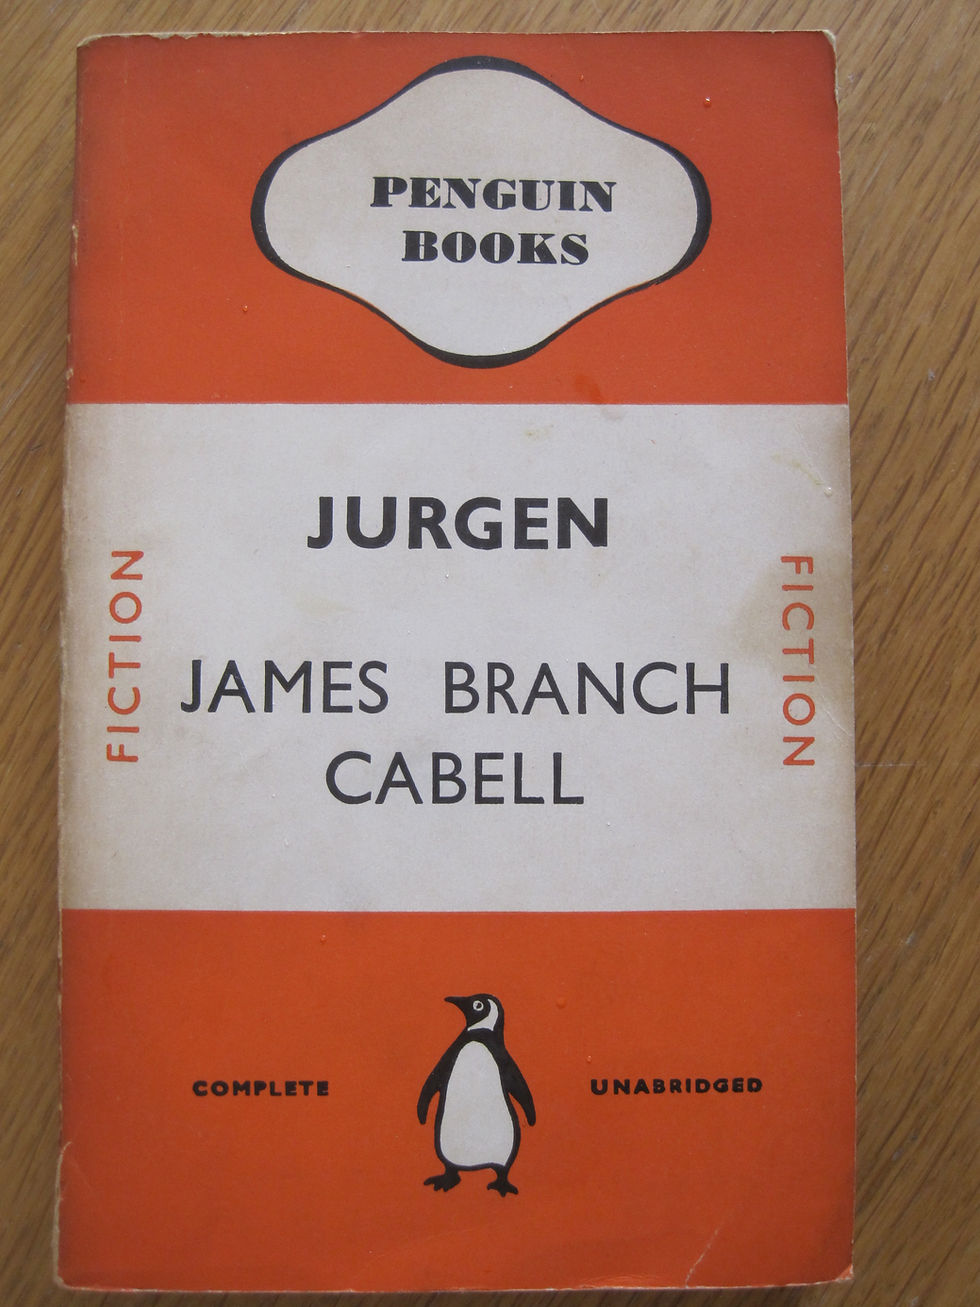 PENGUIN
BOOKS
JURGEN
FICTION
FICTION
JAMES BRANCH
CABELL
COMPLETE
UNABRIDGED